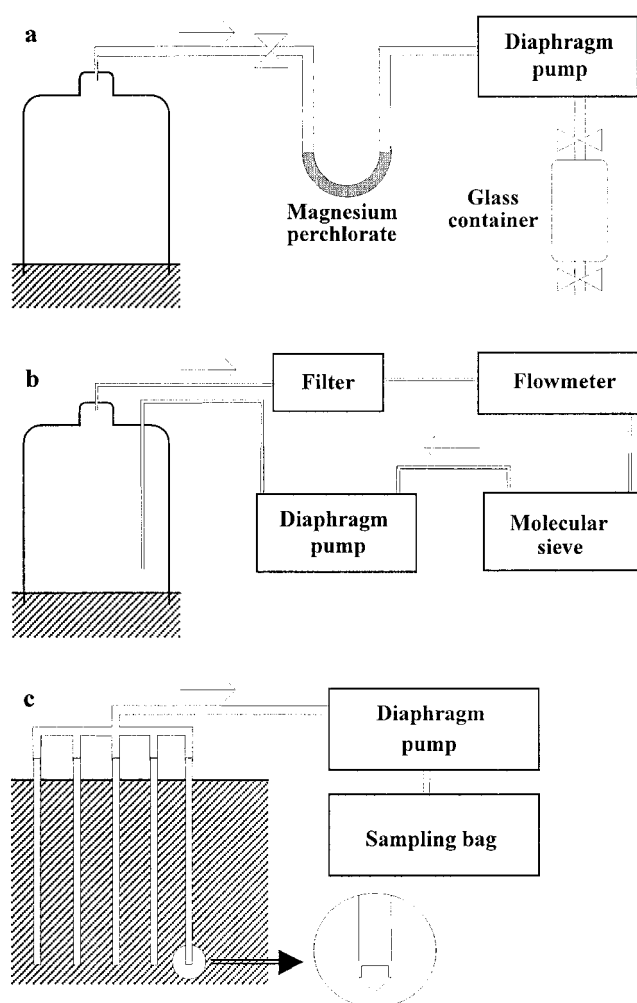 a
Diaphragm
pump
Magnesium
perchlorate
Glass
container
b
Filter
Flowmeter
Diaphragm
pump
Molecular
sieve
c
Diaphragm
pump
Sampling bag